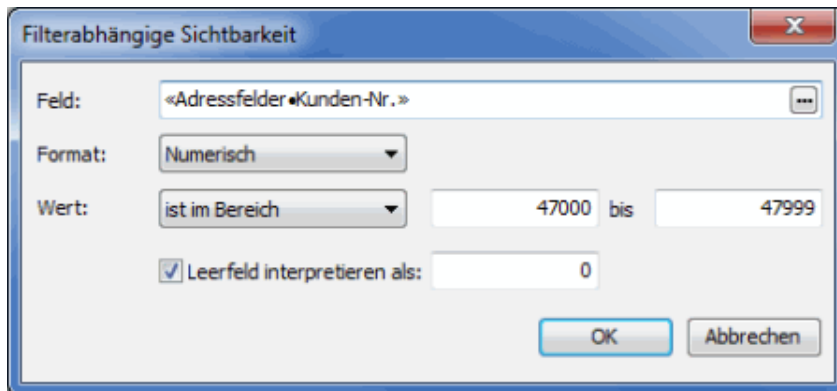 Filterabhängige Sichtbarkeit
Feld: «Adressfelder•Kunden-Nr.» ...
Format: Numerisch
Wert: ist im Bereich 47000 bis 47999
Leerfeld interpretieren als: 0
OK Abbrechen